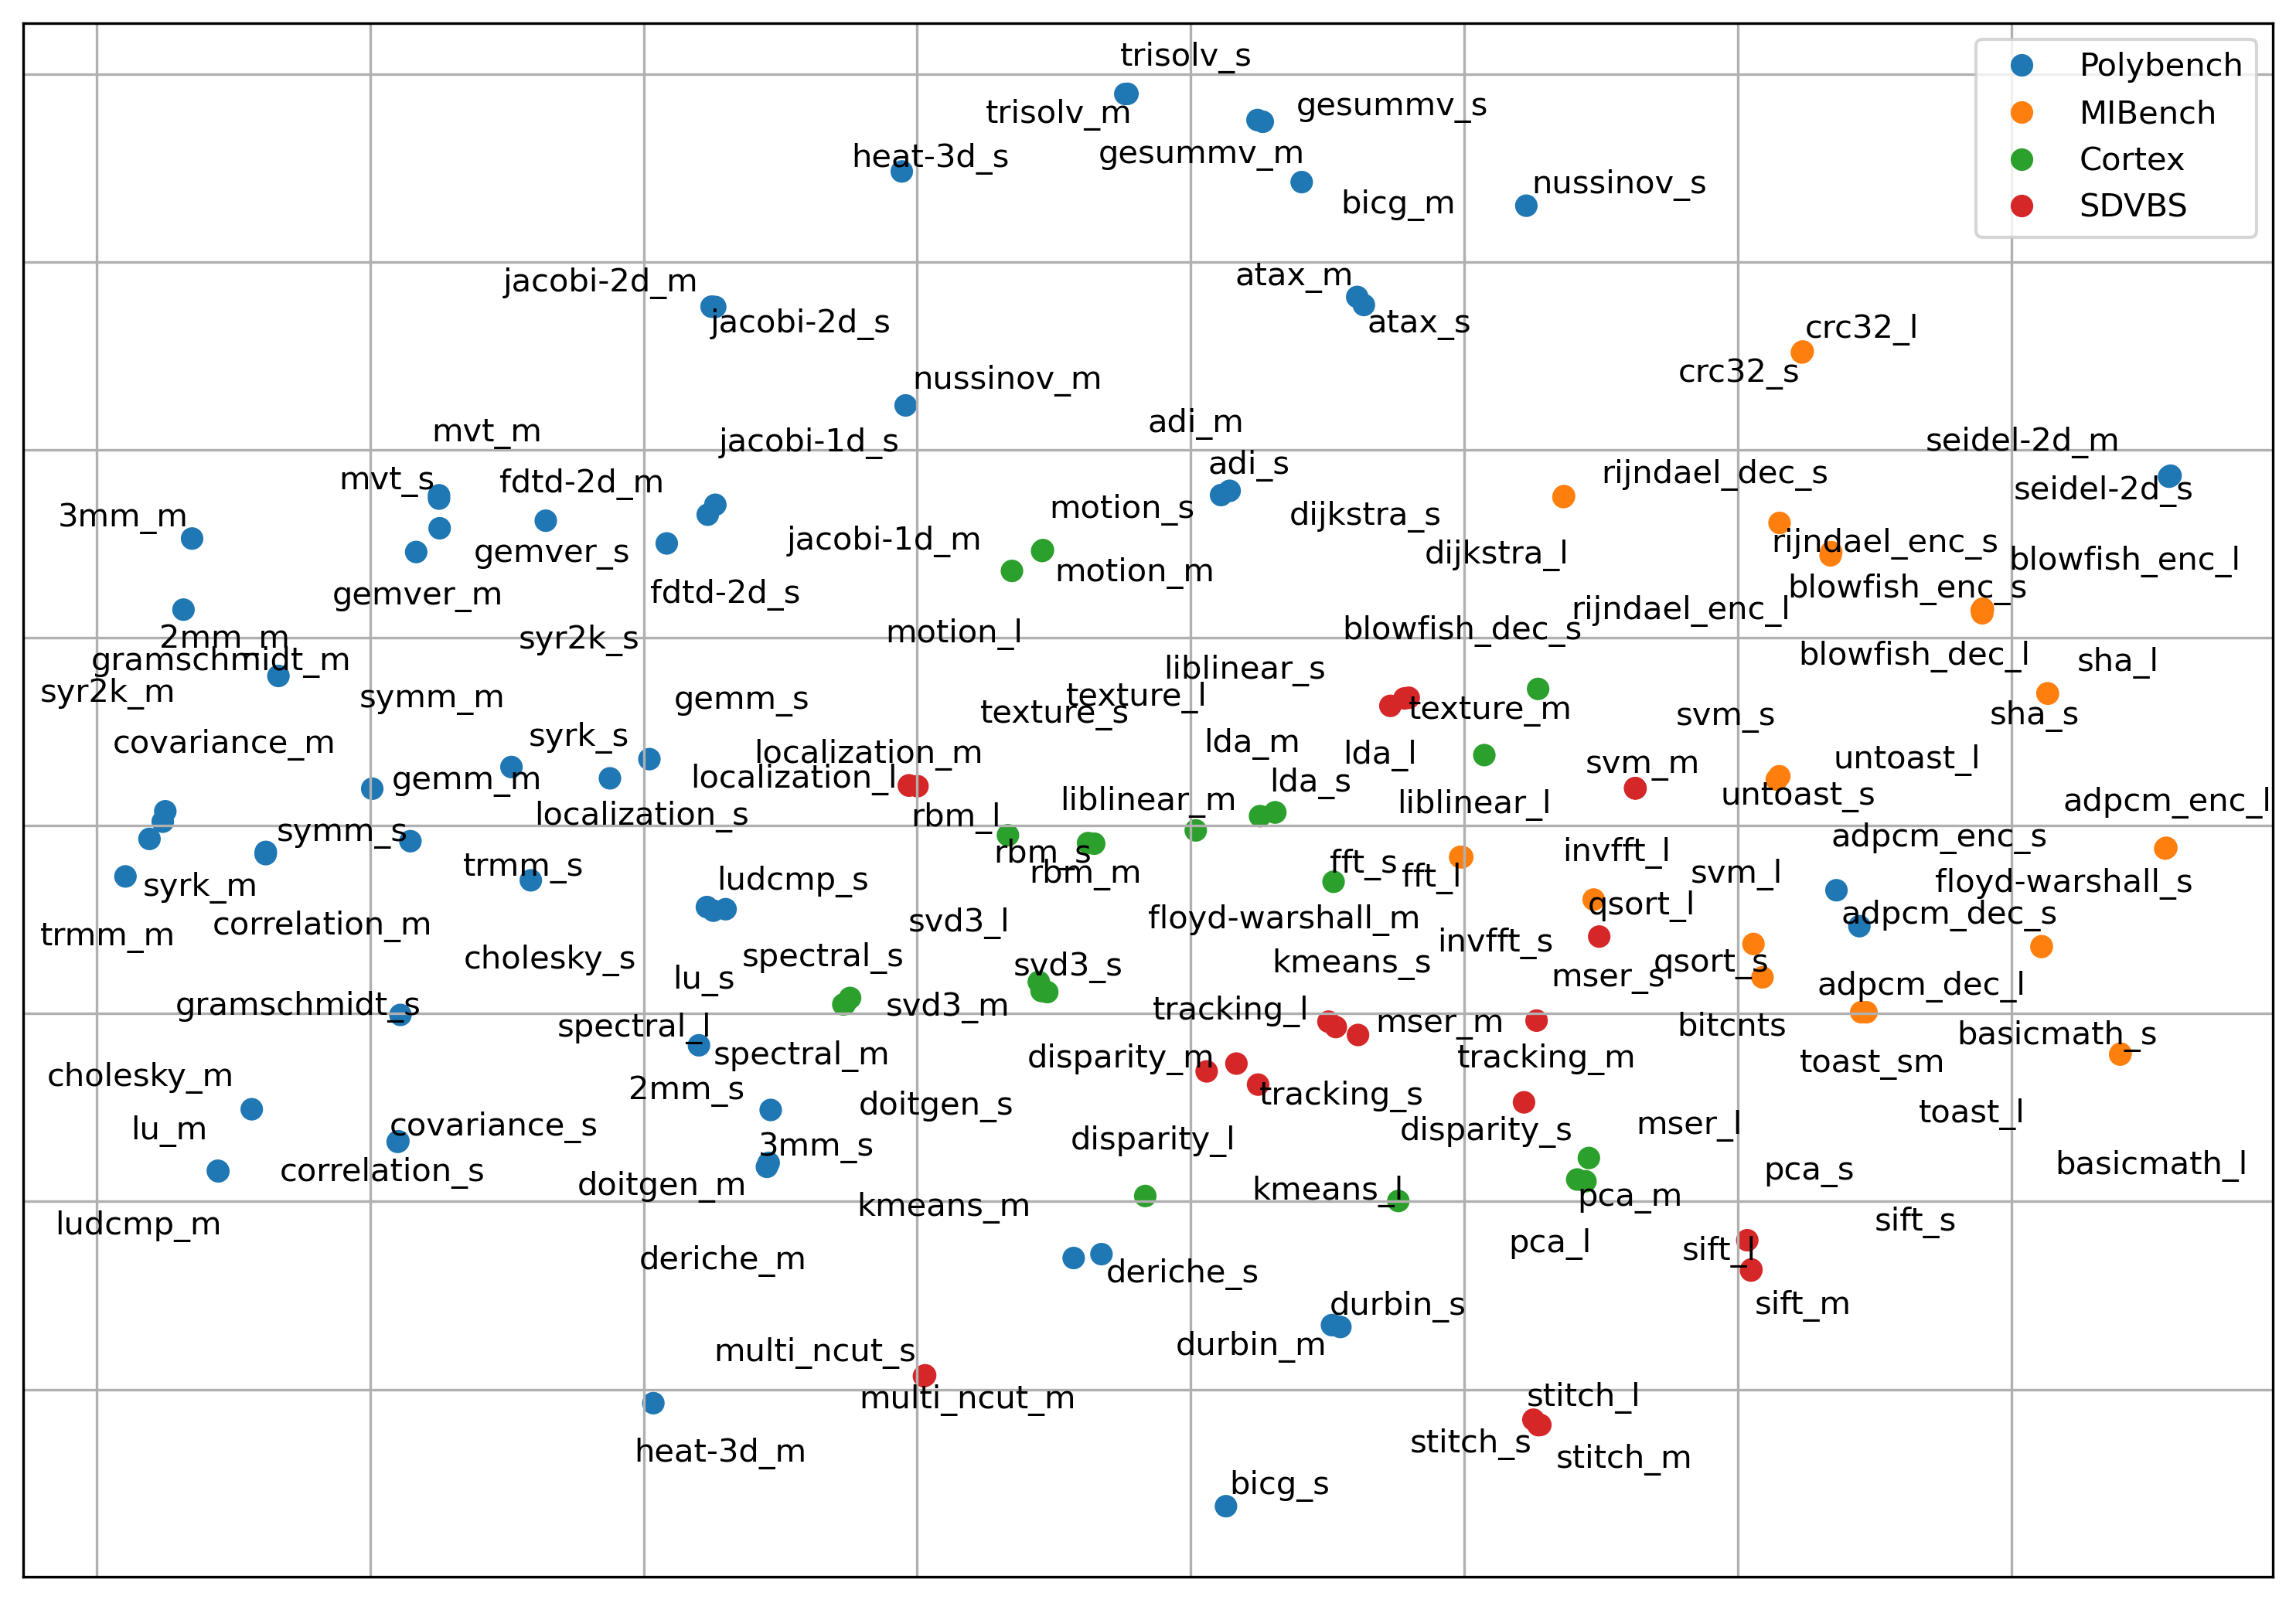 trisolv_s
Polybench
trisolv_m
gesummv_s
MIBench
heat-3d_s
gesummv_m
Cortex
bicg_m
nussinov_s
SDVBS
jacobi-2d_m
atax_m
jacobi-2d_s
atax_s
crc32_l
crc32_s
nussinov_m
mvt_m
jacobi-1d_s
adi_m
seidel-2d_m
mvt_s
fdtd-2d_m
adi_s
rijndael_dec_s
seidel-2d_s
3mm_m
motion_s
dijkstra_s
gemver_s
jacobi-1d_m
dijkstra_l
rijndael_enc_s
blowfish_enc_l
motion_m
gemver_m
fdtd-2d_s
blowfish_enc_s
rijndael_enc_l
2mm_m
syr2k_s
motion_l
blowfish_dec_s
gramschmidt_m
liblinear_s
blowfish_dec_l
sha_l
syr2k_m
symm_m
gemm_s
texture_l
texture_s
texture_m
svm_s
sha_s
covariance_m
syrk_s
localization_m
lda_m
lda_l
untoast_l
gemm_m
localization_l
lda_s
svm_m
localization_s
rbm_l
liblinear_m
liblinear_l
untoast_s
adpcm_enc_l
symm_s
rbm_s
fft_s
invfft_l
adpcm_enc_s
syrk_m
trmm_s
ludcmp_s
rbm_m
fft_l
svm_l
floyd-warshall_s
trmm_m
correlation_m
svd3_l
floyd-warshall_m
qsort_l
adpcm_dec_s
cholesky_s
spectral_s
svd3_s
kmeans_s
invfft_s
qsort_s
lu_s
mser_s
adpcm_dec_l
gramschmidt_s
svd3_m
tracking_l
mser_m
bitcnts
basicmath_s
spectral_l
spectral_m
disparity_m
tracking_m
toast_sm
cholesky_m
2mm_s
doitgen_s
tracking_s
toast_l
lu_m
covariance_s
3mm_s
disparity_l
disparity_s
mser_l
correlation_s
doitgen_m
kmeans_m
kmeans_l
pca_m
pca_s
basicmath_l
ludcmp_m
deriche_m
deriche_s
pca_l
sift_l
sift_s
durbin_s
sift_m
multi_ncut_s
durbin_m
multi_ncut_m
stitch_l
heat-3d_m
stitch_s
stitch_m
bicg_s